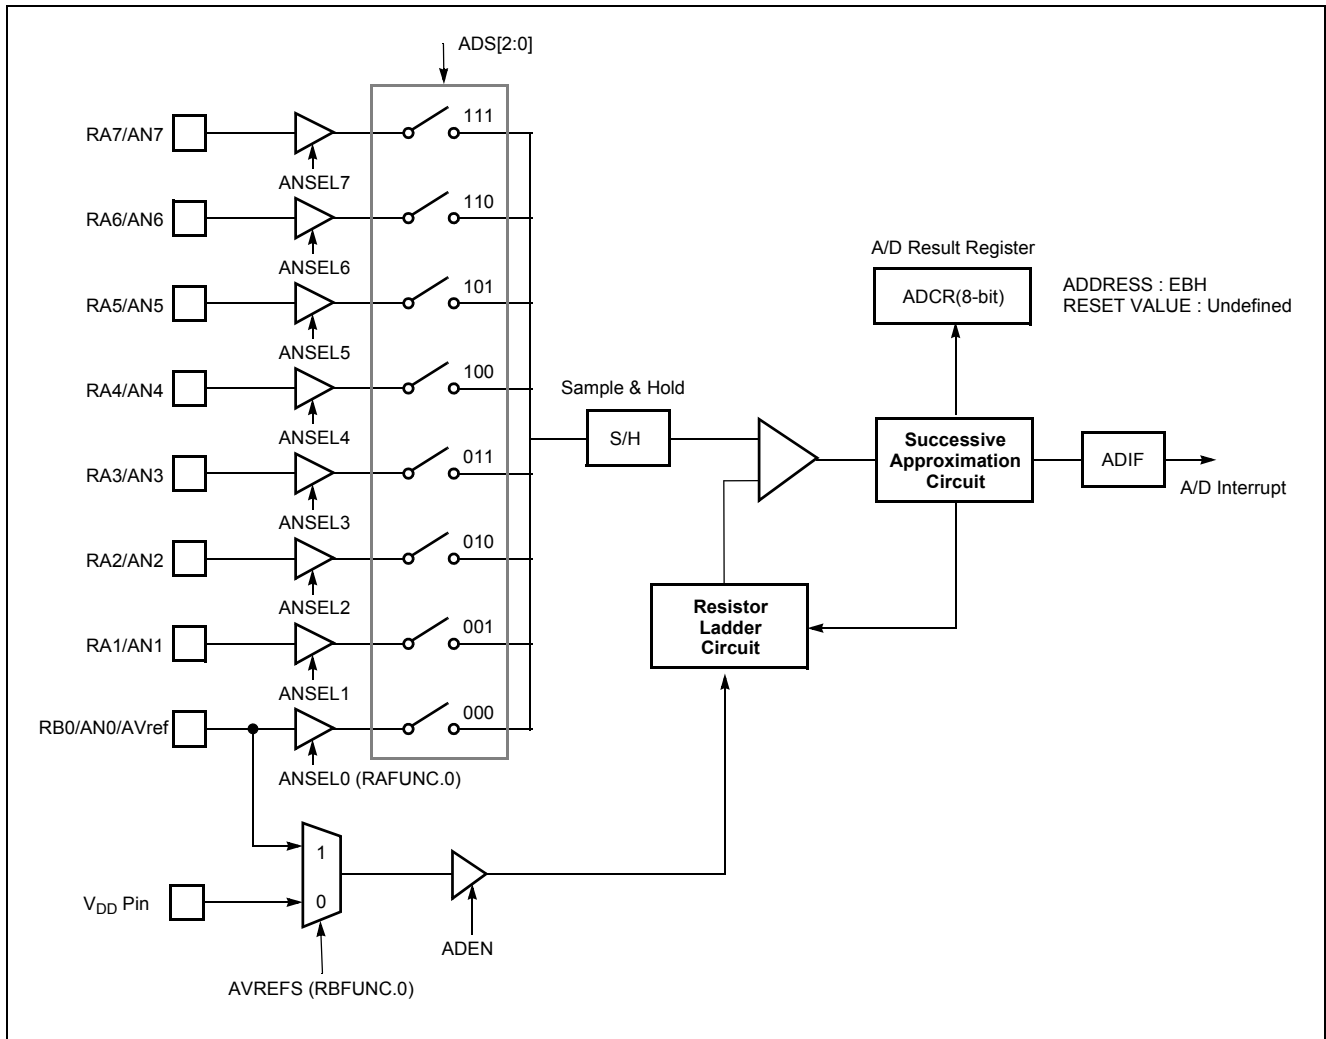 ADS[2:0]
RA7/AN7
111
ANSEL7
RA6/AN6
110
ANSEL6
RA5/AN5
101
ANSEL5
RA4/AN4
100
ANSEL4
RA3/AN3
011
ANSEL3
RA2/AN2
010
ANSEL2
RA1/AN1
001
ANSEL1
RB0/AN0/AVref
000
ANSEL0 (RAFUNC.0)
Sample & Hold
S/H
A/D Result Register
ADCR(8-bit)
ADDRESS : EBH
RESET VALUE : Undefined
Successive
Approximation
Circuit
ADIF
A/D Interrupt
Resistor
Ladder
Circuit
1
0
VDD Pin
ADEN
AVREFS (RBFUNC.0)